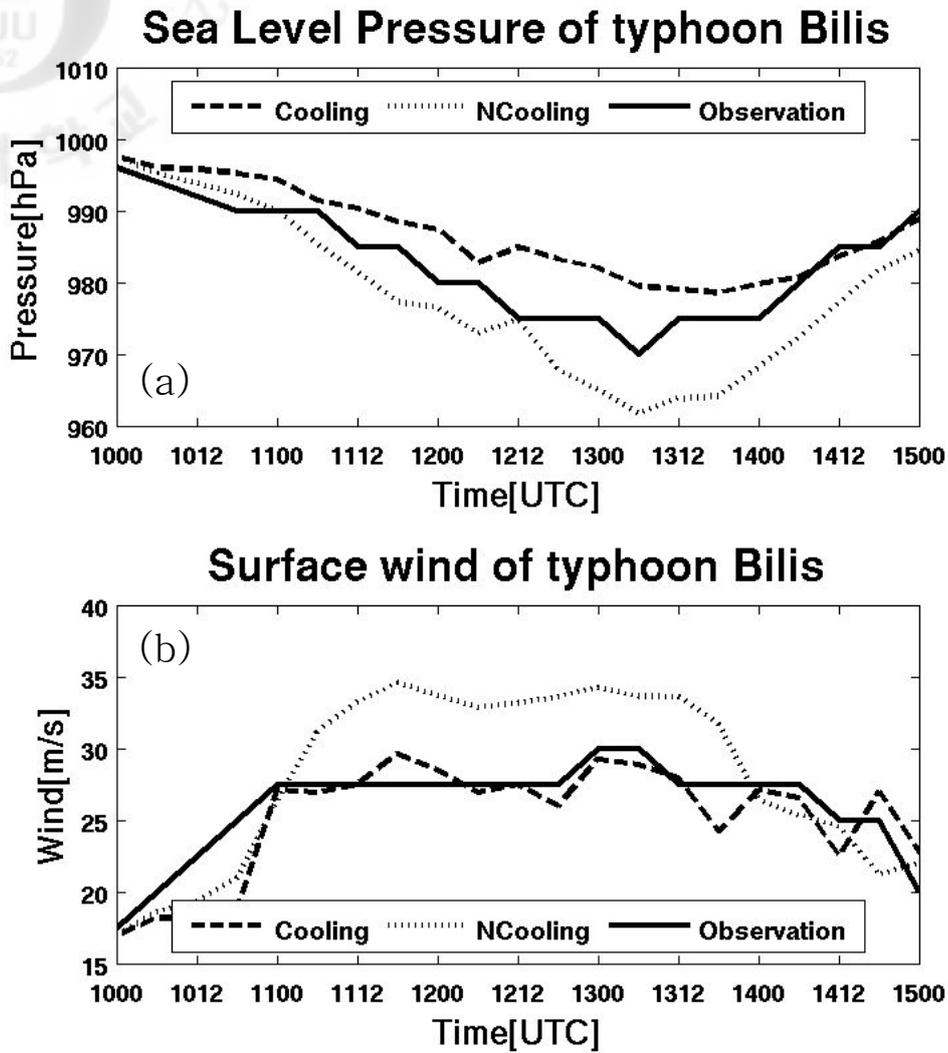 Sea Level Pressure of typhoon Bilis
1010
1000
990
980
970
960
Pressure[hPa]
Cooling NCooling Observation
(a)
1000 1012 1100 1112 1200 1212 1300 1312 1400 1412 1500
Time[UTC]
Surface wind of typhoon Bilis
40
35
30
25
20
15
Wind[m/s]
(b)
Cooling NCooling Observation
1000 1012 1100 1112 1200 1212 1300 1312 1400 1412 1500
Time[UTC]